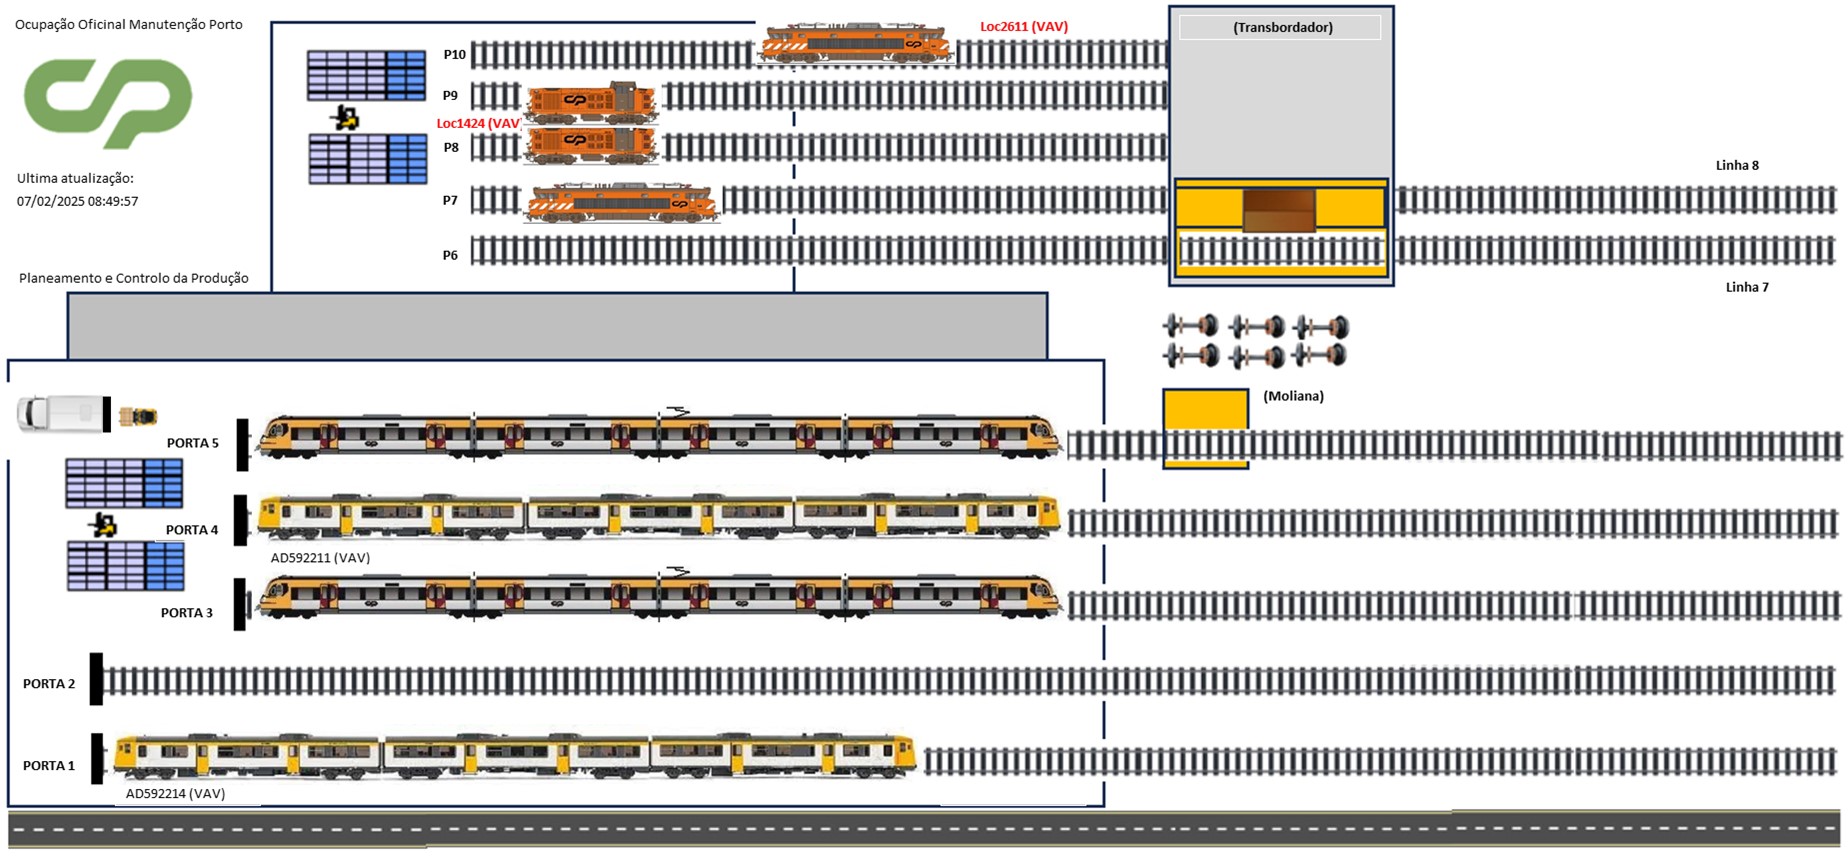 Ocupação Oficinal Manutenção Porto
Ultima atualização:
07/02/2025 08:49:57
Planeamento e Controlo da Produção
P10
Loc2611 (VAV)
(Transbordador)
P9
Loc1424 (VAV)
P8
P7
P6
Linha 8
Linha 7
(Moliana)
PORTA 5
PORTA 4
AD592211 (VAV)
PORTA 3
PORTA 2
PORTA 1
AD592214 (VAV)